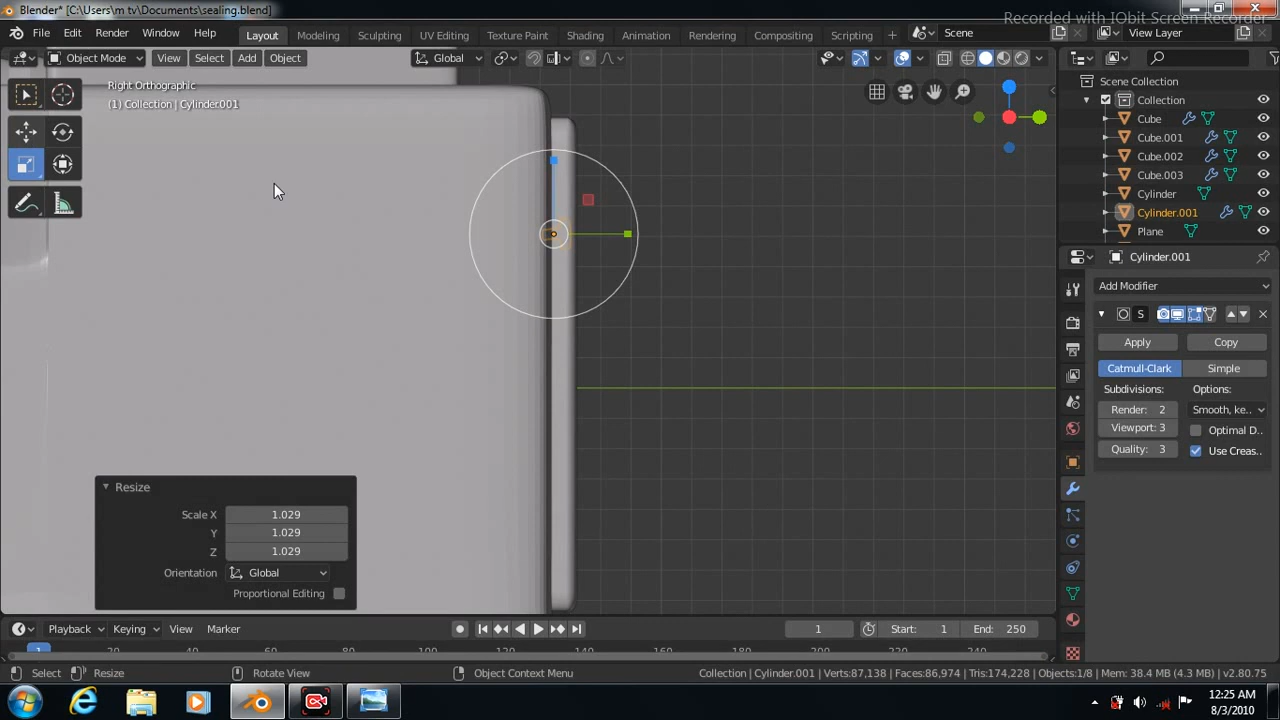 Blender* [C:\Users\m tv\Documents\sealing.blend]
Recorded with IObit Screen Recorder
File Edit Render Window Help
Layout Modeling Sculpting UV Editing Texture Paint Shading Animation Rendering Compositing Scripting + Scene View Layer
Object Mode View Select Add Object Global
Right Orthographic
(1) Collection | Cylinder.001
Scene Collection
Collection
Cube
Cube.001
Cube.002
Cube.003
Cylinder
Cylinder.001
Plane
Cylinder.001
Add Modifier
S
Apply Copy
Catmull-Clark Simple
Subdivisions: Options:
Render: 2 Smooth, ke..
Viewport: 3 Optimal D..
Quality: 3 Use Creas..
Resize
Scale X 1.029
Y 1.029
Z 1.029
Orientation Global
Proportional Editing
Playback Keying View Marker 1 Start: 1 End: 250
1 20 40 60 80 100 120 140 160 180 200 220 240
Select Resize Rotate View Object Context Menu Collection | Cylinder.001 | Verts:87,138 | Faces:86,974 | Tris:174,228 | Objects:1/8 | Mem: 38.4 MB (4.3 MB) | v2.80.75
12:25 AM
8/3/2010